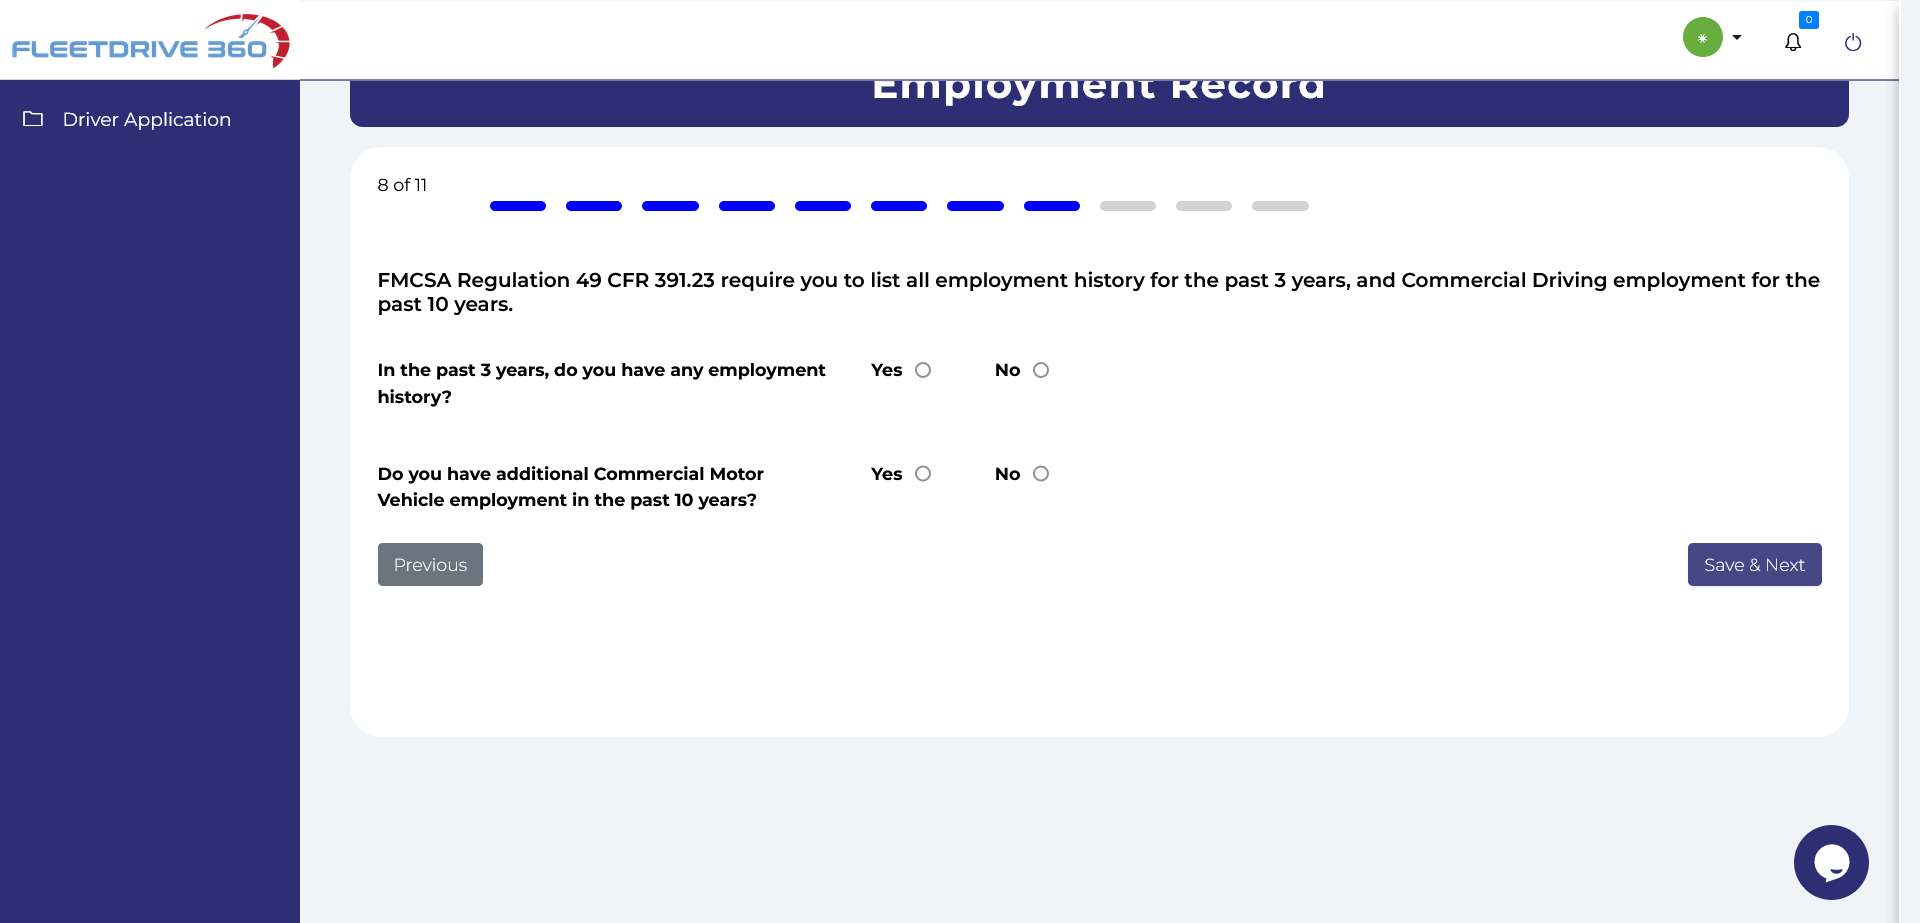 FLEETDRIVE 360
0
Driver Application
Employment Record
8 of 11
FMCSA Regulation 49 CFR 391.23 require you to list all employment history for the past 3 years, and Commercial Driving employment for the
past 10 years.
In the past 3 years, do you have any employment Yes No
history?
Do you have additional Commercial Motor Yes No
Vehicle employment in the past 10 years?
Previous Save & Next